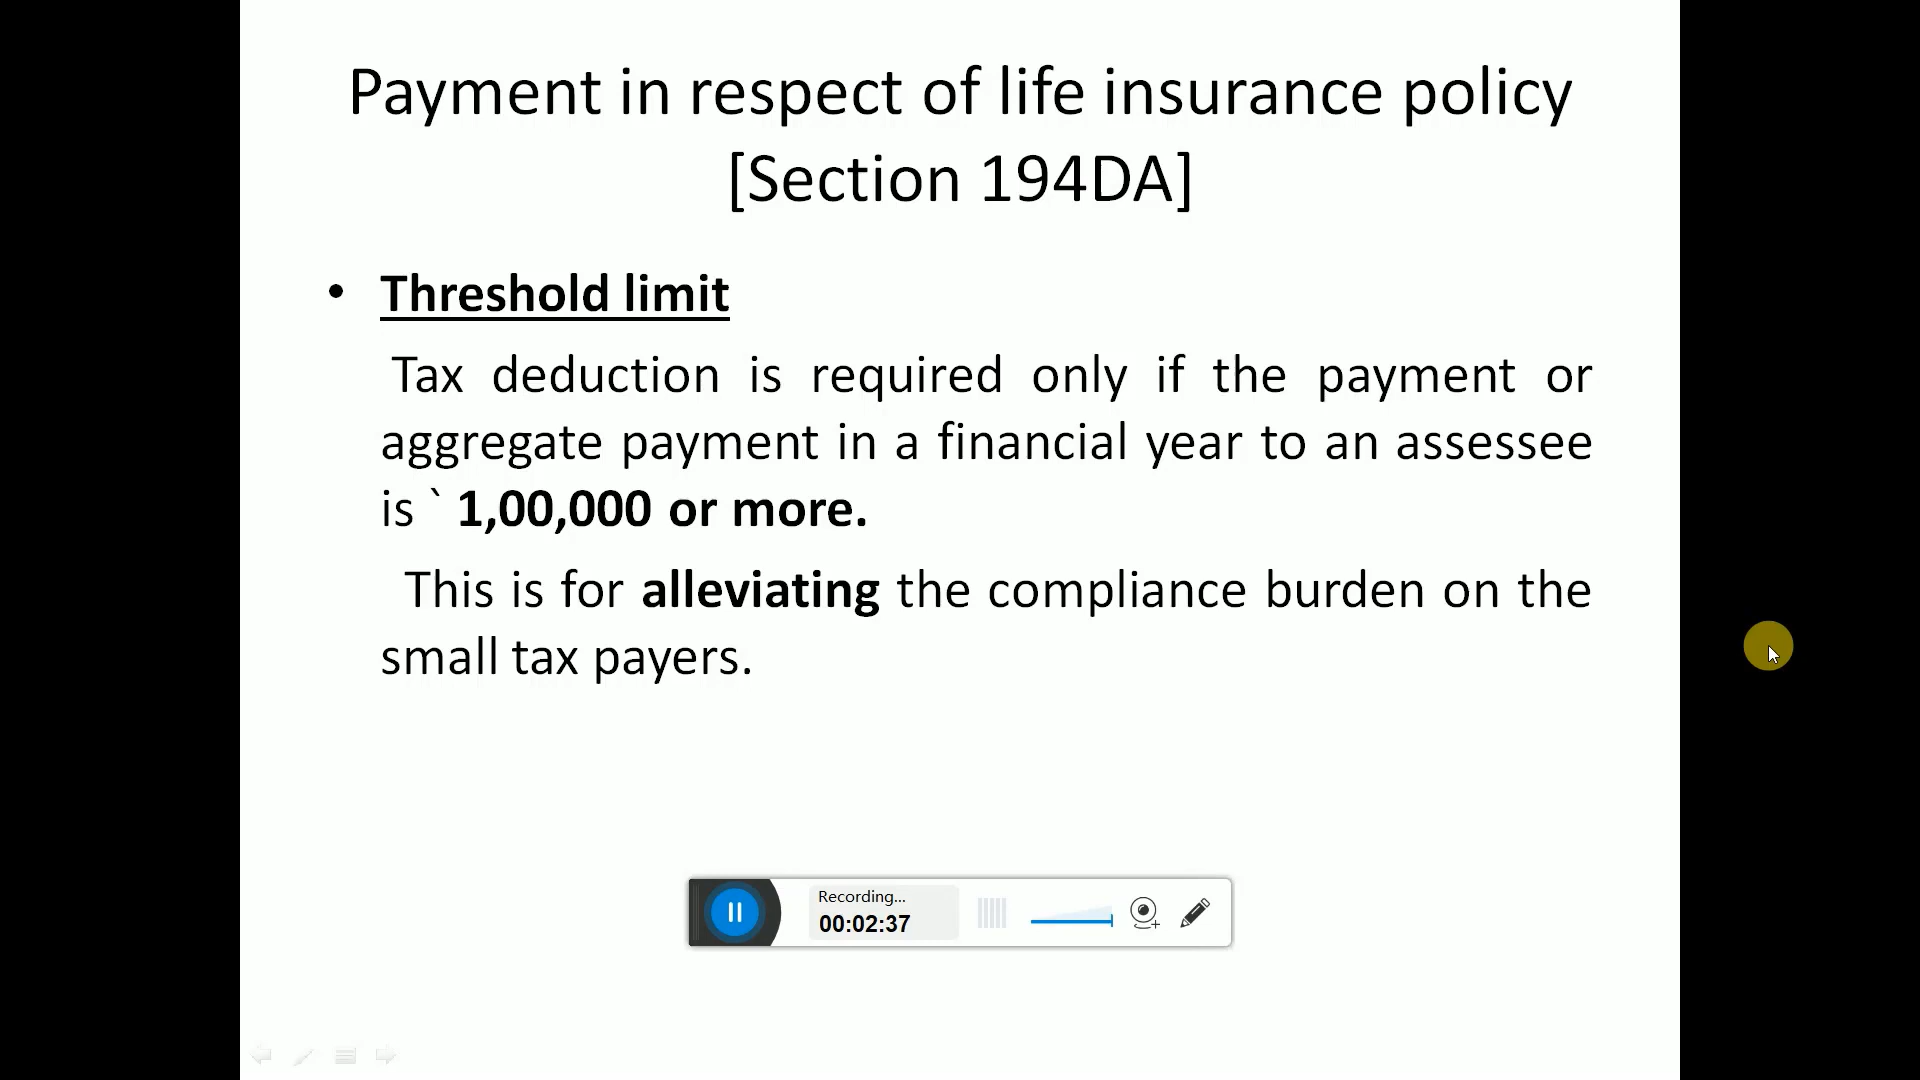 Payment in respect of life insurance policy
[Section 194DA]
• Threshold limit
Tax deduction is required only if the payment or
aggregate payment in a financial year to an assessee
is ` 1,00,000 or more.
This is for alleviating the compliance burden on the
small tax payers.
Recording...
00:02:37